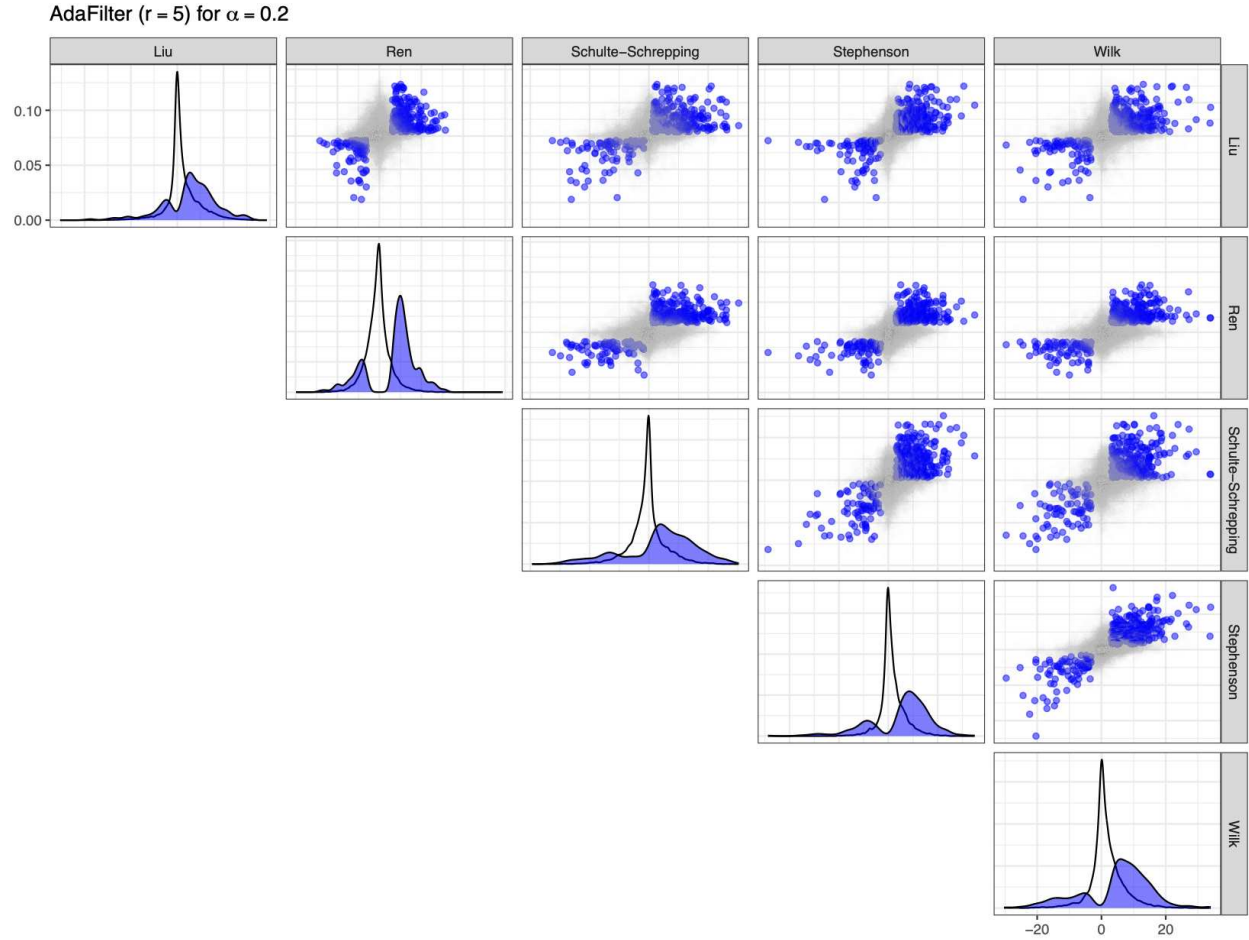 AdaFilter (r = 5) for α = 0.2
Liu
Ren
Schulte−Schrepping
Stephenson
Wilk
0.10
0.05
0.00
Liu
Ren
Schulte−Schrepping
Stephenson
Wilk
−20 0 20